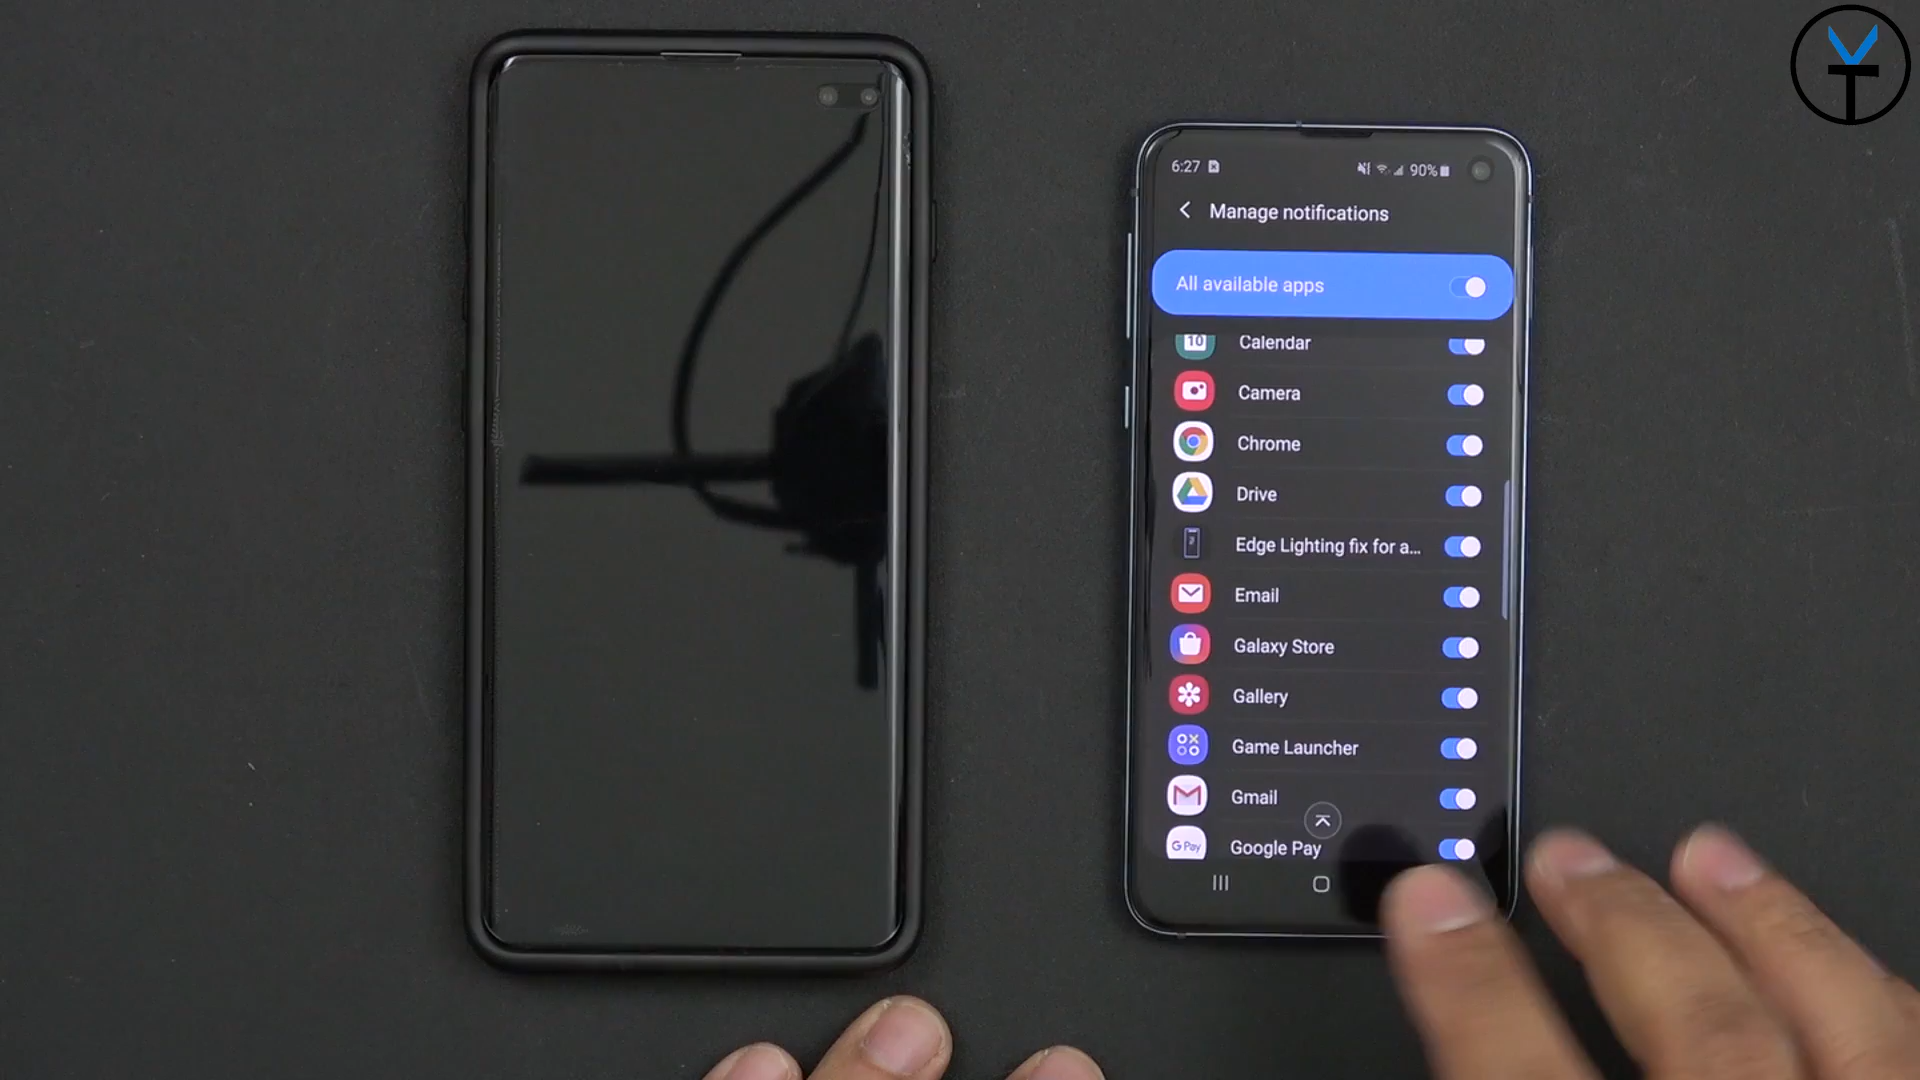 6:27
90%
Manage notifications
All available apps
10
Calendar
Camera
Chrome
Drive
Edge Lighting fix for a...
Email
Galaxy Store
Gallery
Game Launcher
Gmail
G Pay
Google Pay